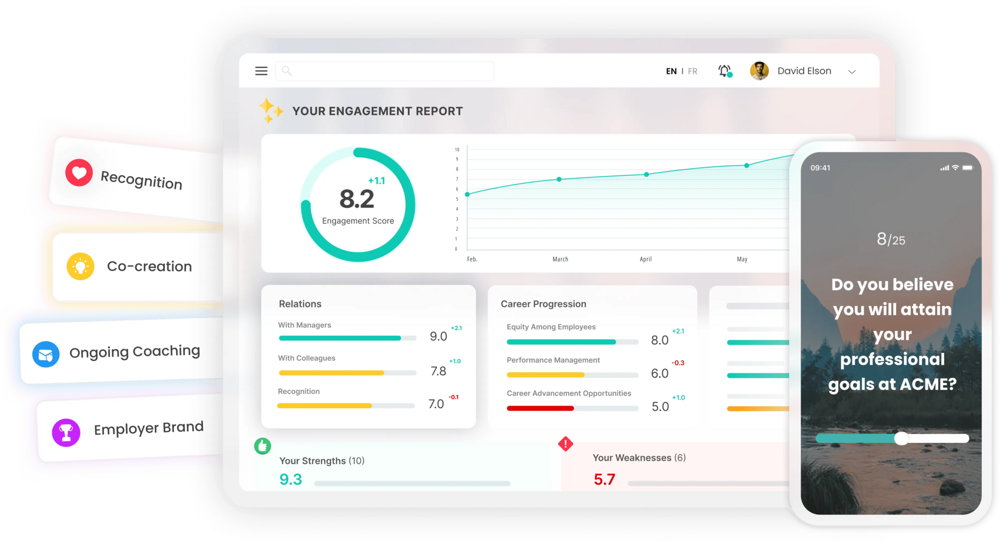 EN | FR
David Elson
YOUR ENGAGEMENT REPORT
Recognition
Co-creation
Ongoing Coaching
Employer Brand
+1.1
8.2
Engagement Score
10
9
8
7
6
5
4
3
2
1
0
Feb.
March
April
May
Relations
With Managers
9.0 +2.1
With Colleagues
7.8 +1.0
Recognition
7.0 -0.1
Career Progression
Equity Among Employees
8.0 +2.1
Performance Management
6.0 -0.3
Career Advancement Opportunities
5.0 +1.0
Your Strengths (10)
9.3
Your Weaknesses (6)
5.7
09:41
8/25
Do you believe
you will attain
your
professional
goals at ACME?